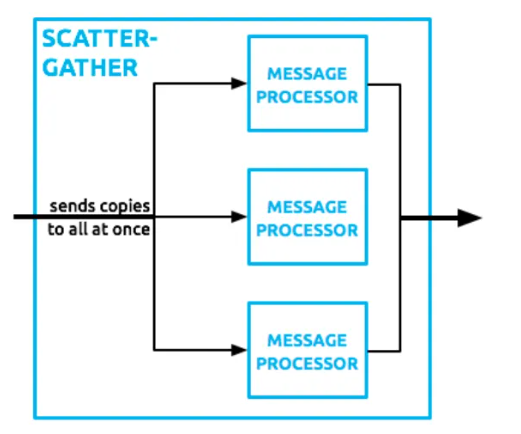 SCATTER-
GATHER
MESSAGE
PROCESSOR
sends copies
to all at once
MESSAGE
PROCESSOR
MESSAGE
PROCESSOR